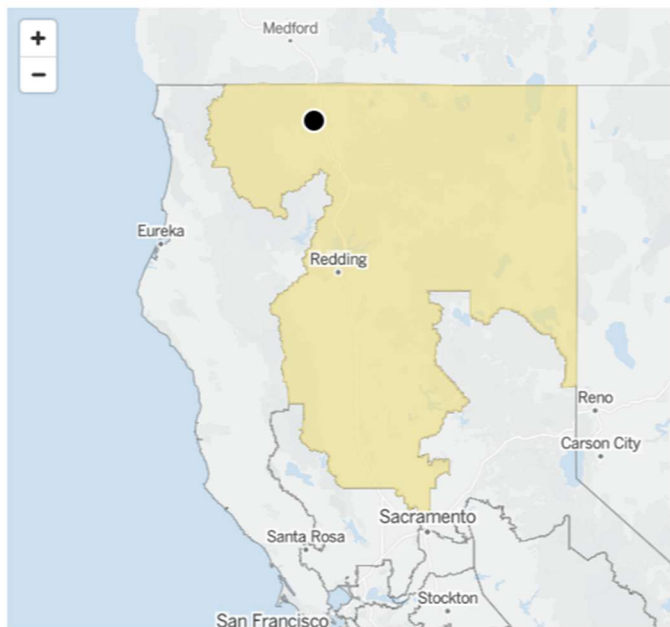 +
Medford
−
Eureka
Redding
Reno
Carson City
Sacramento
Santa Rosa
Stockton
San Francisco